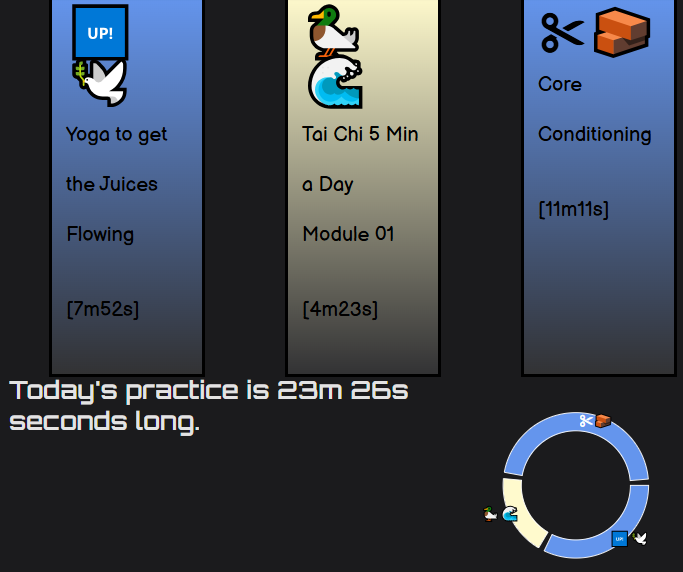 UP!
Yoga to get
the Juices
Flowing
[7m52s]
Tai Chi 5 Min
a Day
Module 01
[4m23s]
Core
Conditioning
[11m11s]
Today's practice is 23m 26s
seconds long.
UP!